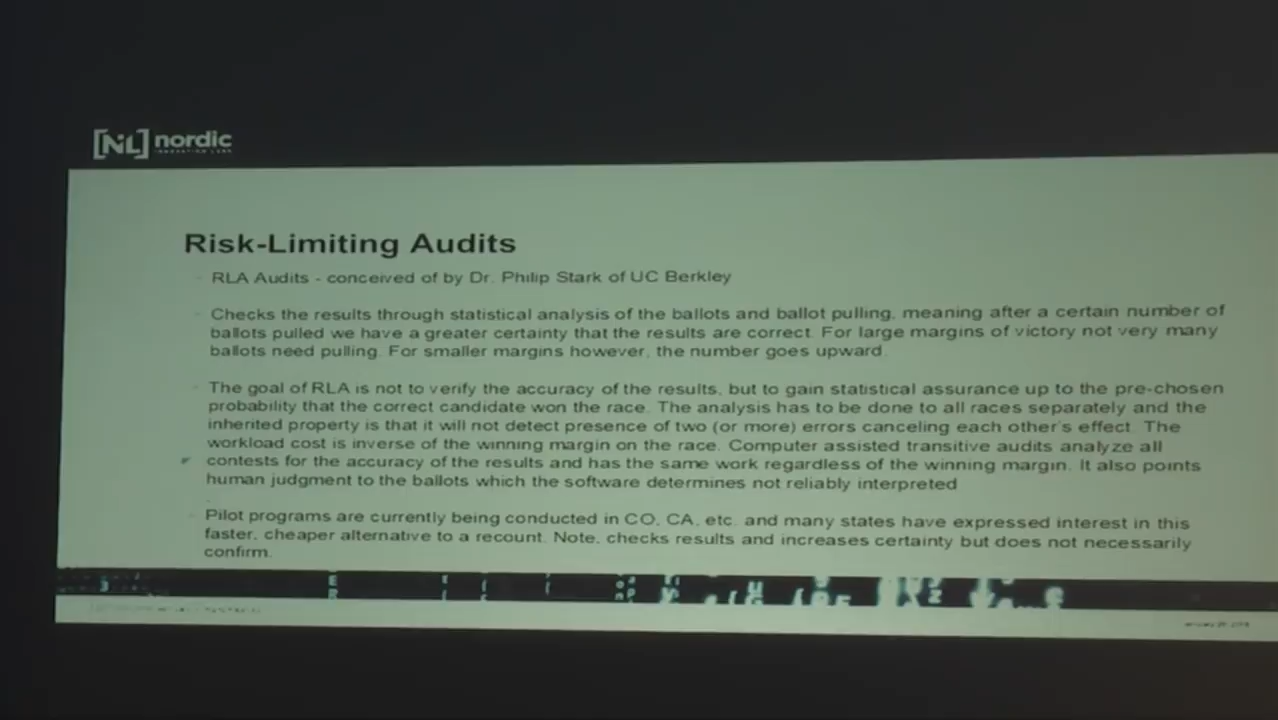 [NL] nordic
Risk-Limiting Audits
- RLA Audits - conceived of by Dr. Philip Stark of UC Berkley
- Checks the results through statistical analysis of the ballots and ballot pulling, meaning after a certain number of
ballots pulled we have a greater certainty that the results are correct. For large margins of victory not very many
ballots need pulling. For smaller margins however, the number goes upward.
- The goal of RLA is not to verify the accuracy of the results, but to gain statistical assurance up to the pre-chosen
probability that the correct candidate won the race. The analysis has to be done to all races separately and the
inherited property is that it will not detect presence of two (or more) errors canceling each other's effect. The
workload cost is inverse of the winning margin on the race. Computer assisted transitive audits analyze all
contests for the accuracy of the results and has the same work regardless of the winning margin. It also points
human judgment to the ballots which the software determines not reliably interpreted
- Pilot programs are currently being conducted in CO, CA, etc. and many states have expressed interest in this
faster, cheaper alternative to a recount. Note, checks results and increases certainty but does not necessarily
confirm.